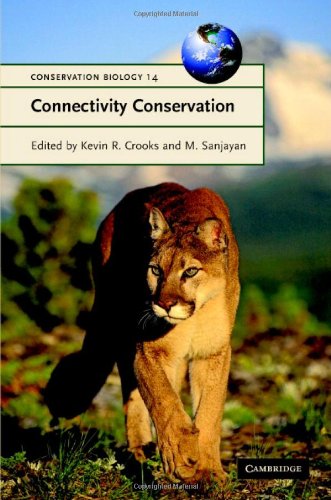 CONSERVATION BIOLOGY 14
Connectivity Conservation
Edited by Kevin R. Crooks and M. Sanjayan
CAMBRIDGE